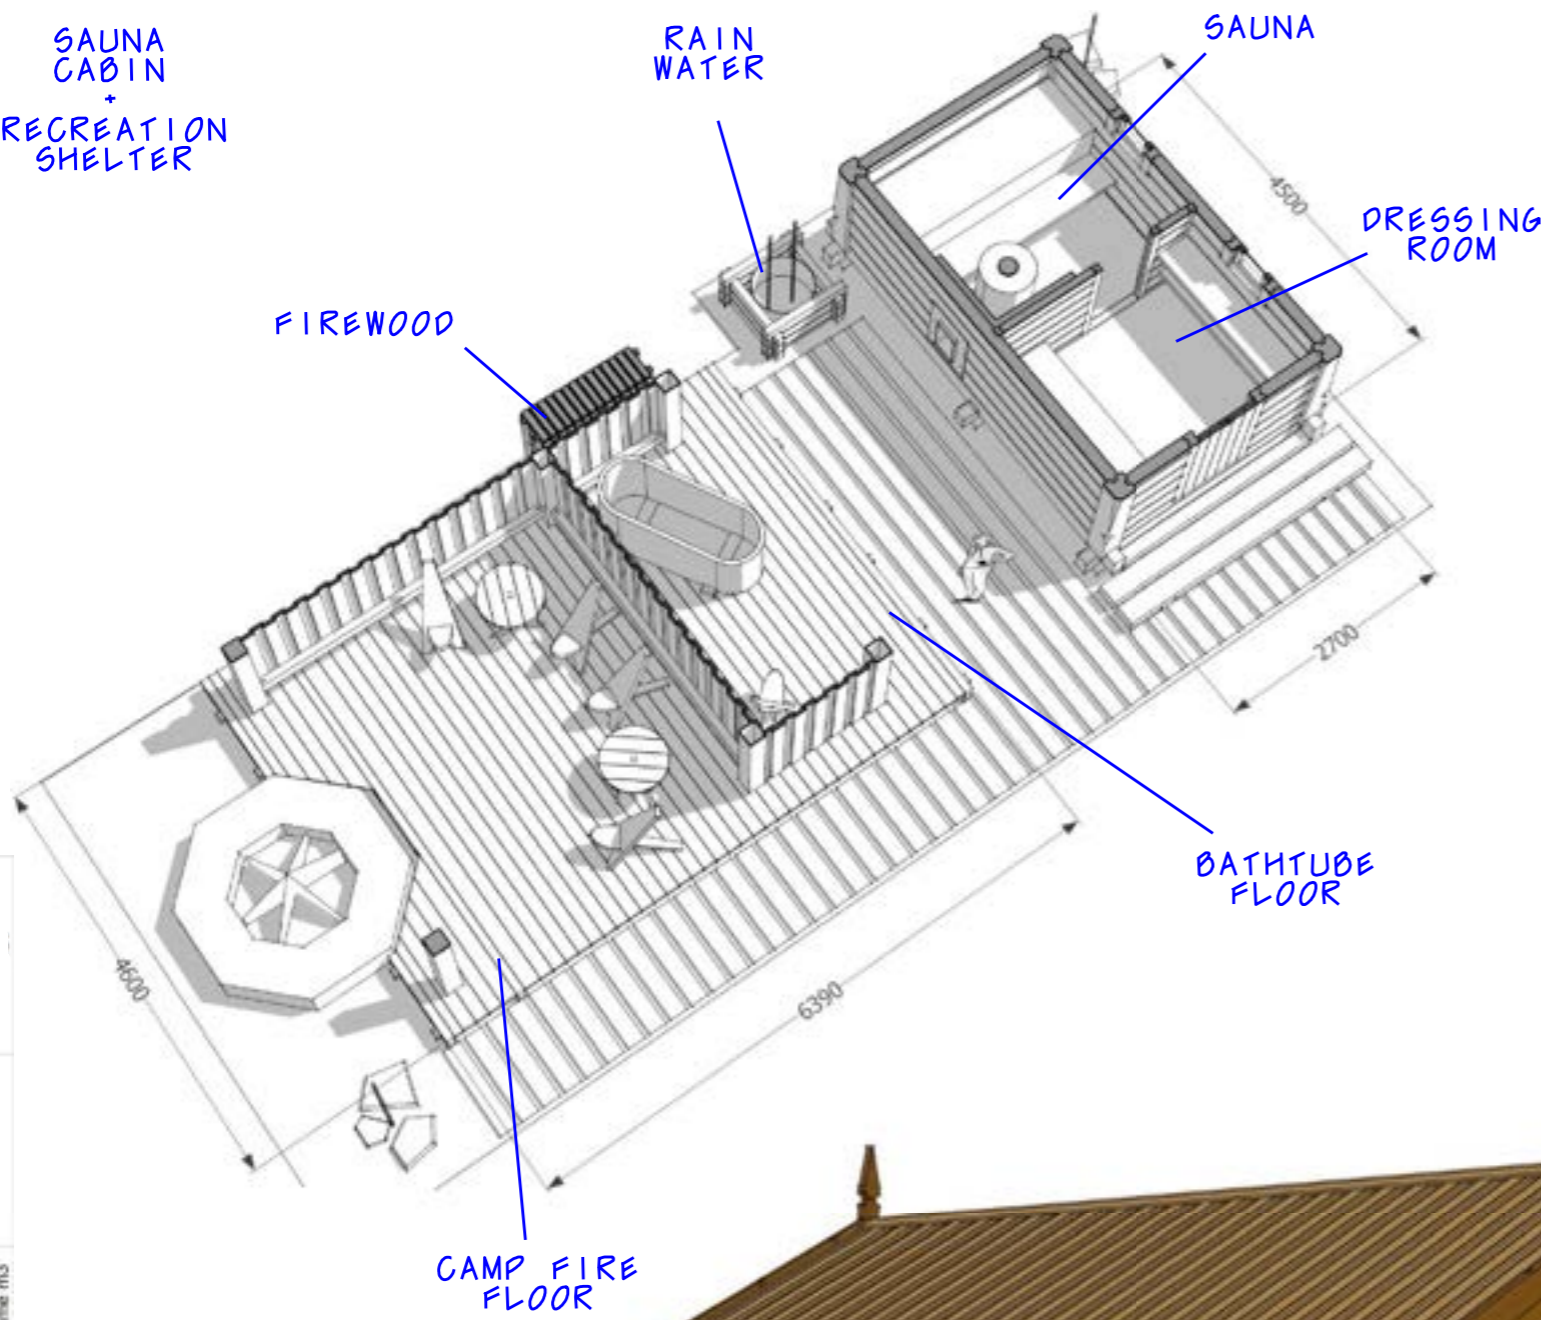 SAUNA
CABIN
+
RECREATION
SHELTER
RAIN
WATER
SAUNA
DRESSING
ROOM
FIREWOOD
4500
2700
BATHTUBE
FLOOR
4600
6390
CAMP FIRE
FLOOR
m3